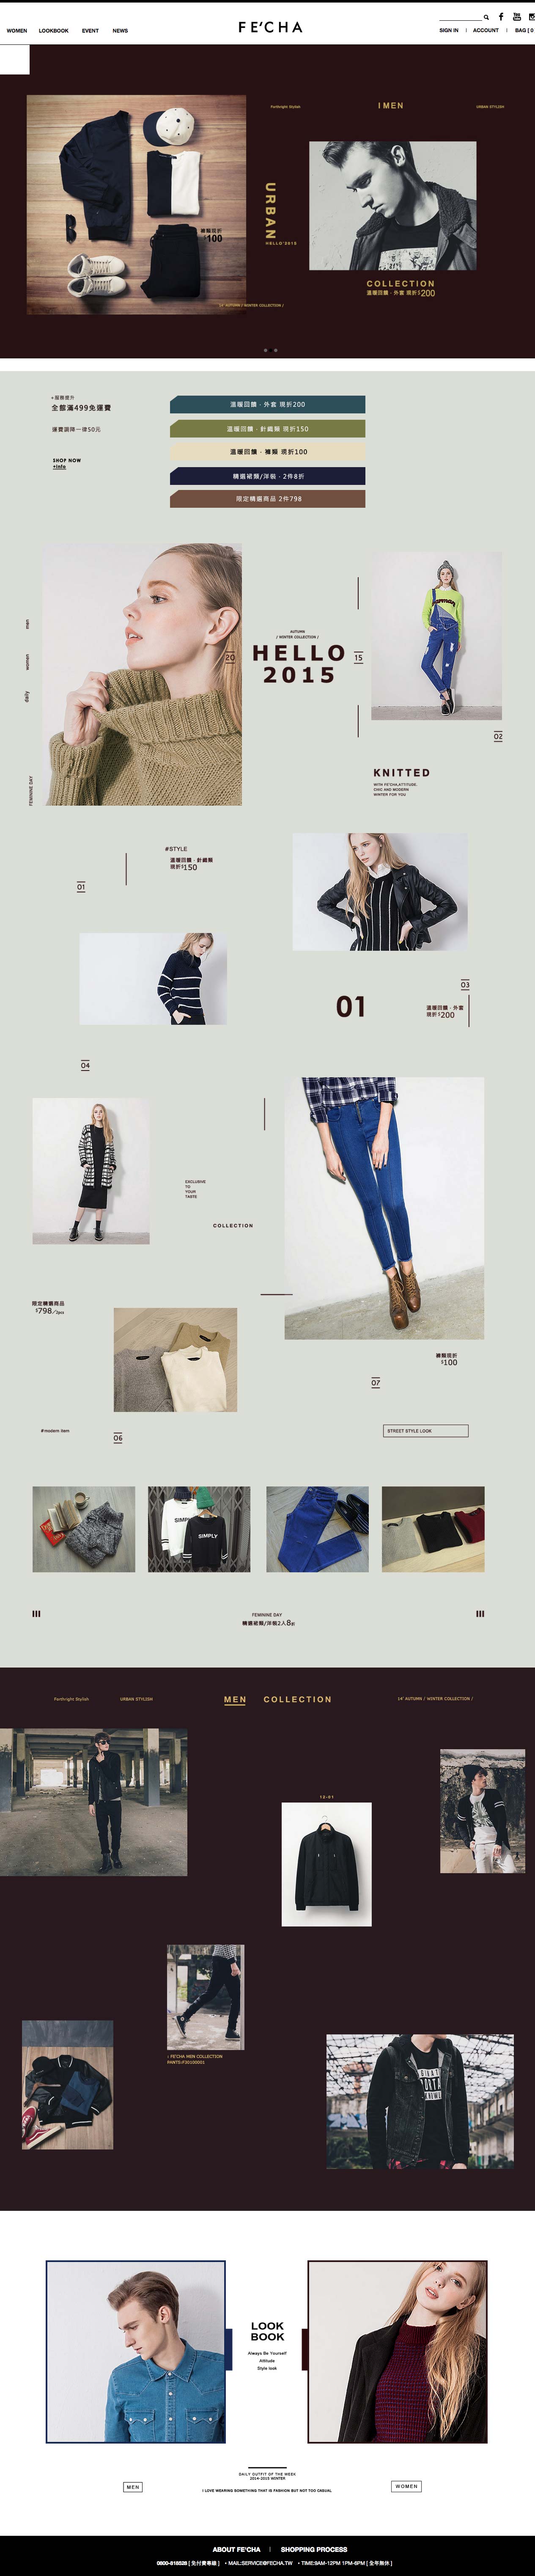 FE'CHA
WOMEN LOOKBOOK EVENT NEWS
SIGN IN | ACCOUNT | BAG [ 0
Forthright Stylish
I MEN
URBAN STYLISH
URBAN
HELLO'2015
褲類現折
$100
COLLECTION
溫暖回饋．外套 現折$200
14' AUTUMN / WINTER COLLECTION /
全館滿499免運費
運費調降一律50元
SHOP NOW
+info
溫暖回饋．外套 現折200
溫暖回饋．針織類 現折150
溫暖回饋．褲類 現折100
精選裙類/洋裝．2件8折
限定精選商品 2件798
men
women
daily
FEMININE DAY
AUTUMN
/ WINTER COLLECTION /
20 HELLO 15
2015
02
KNITTED
WITH FE'CHA,ATTITUDE.
CHIC AND MODERN
WINTER FOR YOU
#STYLE
溫暖回饋．針織類
現折$150
01
03
01
溫暖回饋．外套
現折$200
04
EXCLUSIVE
TO
YOUR
TASTE
COLLECTION
限定精選商品
$798/2pcs
褲類現折
$100
07
#modern item
06
STREET STYLE LOOK
SIMPLY
SIMPLY
FEMININE DAY
精選裙類/洋裝2入8折
Forthright Stylish
URBAN STYLISH
MEN COLLECTION
14' AUTUMN / WINTER COLLECTION /
12-01
: FE'CHA MEN COLLECTION
LOOK
BOOK
Always Be Yourself
Attitude
Style look
DAILY OUTFIT OF THE WEEK
2014-2015 WINTER
MEN
WOMEN
I LOVE WEARING SOMETHING THAT IS FASHION BUT NOT TOO CASUAL
ABOUT FE'CHA | SHOPPING PROCESS
0800-818528 [ 免付費專線 ] • MAIL:SERVICE@FECHA.TW • TIME:9AM-12PM 1PM-6PM [ 全年無休 ]